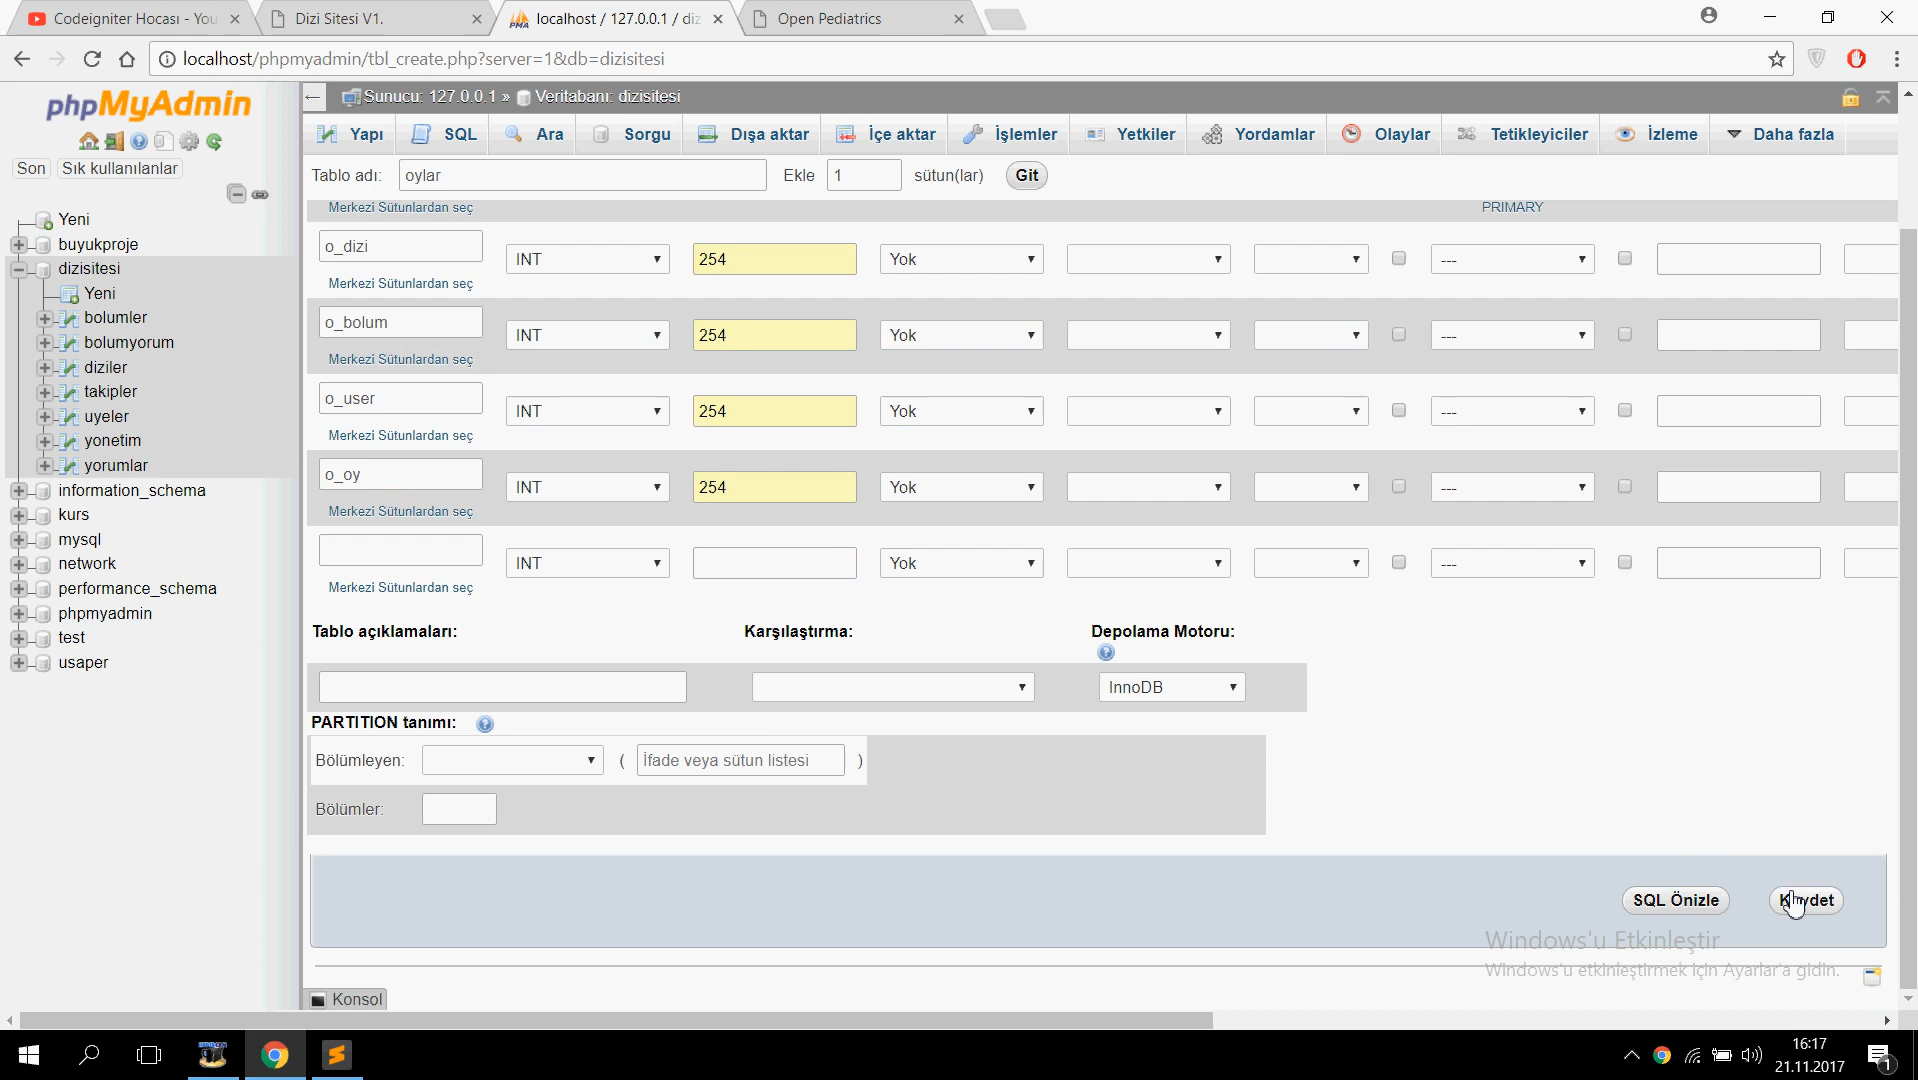 Codeigniter Hocası - You
Dizi Sitesi V1.
localhost / 127.0.0.1 / diz
Open Pediatrics
localhost/phpmyadmin/tbl_create.php?server=1&db=dizisitesi
phpMyAdmin
Son
Sık kullanılanlar
Yeni
buyukproje
dizisitesi
Yeni
bolumler
bolumyorum
diziler
takipler
uyeler
yonetim
yorumlar
information_schema
kurs
mysql
network
performance_schema
phpmyadmin
test
usaper
Sunucu: 127.0.0.1 » Veritabanı: dizisitesi
Yapı SQL Ara Sorgu Dışa aktar İçe aktar İşlemler Yetkiler Yordamlar Olaylar Tetikleyiciler İzleme Daha fazla
Tablo adı: oylar Ekle 1 sütun(lar) Git
Merkezi Sütunlardan seç PRIMARY
o_dizi INT 254 Yok ---
Merkezi Sütunlardan seç
o_bolum INT 254 Yok ---
Merkezi Sütunlardan seç
o_user INT 254 Yok ---
Merkezi Sütunlardan seç
o_oy INT 254 Yok ---
Merkezi Sütunlardan seç
INT Yok ---
Merkezi Sütunlardan seç
Tablo açıklamaları: Karşılaştırma: Depolama Motoru:
InnoDB
PARTITION tanımı:
Bölümleyen: ( İfade veya sütun listesi )
Bölümler:
SQL Önizle Kaydet
Windows'u Etkinleştir
Windows'u etkinleştirmek için Ayarlar'a gidin.
Konsol
16:17
21.11.2017
1